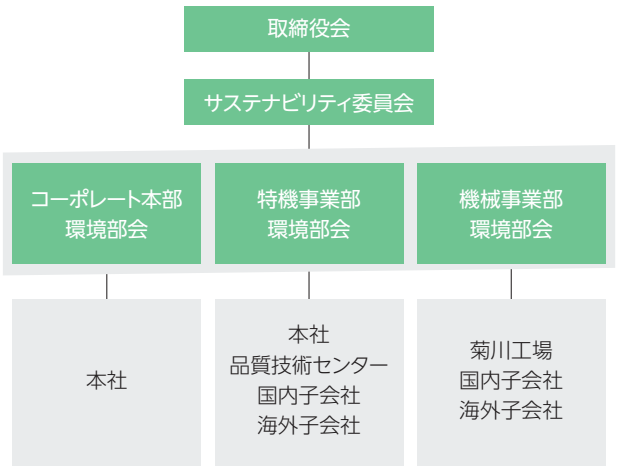 取締役会
サステナビリティ委員会
コーポレート本部
環境部会
特機事業部
環境部会
機械事業部
環境部会
本社
本社
品質技術センター
国内子会社
海外子会社
菊川工場
国内子会社
海外子会社